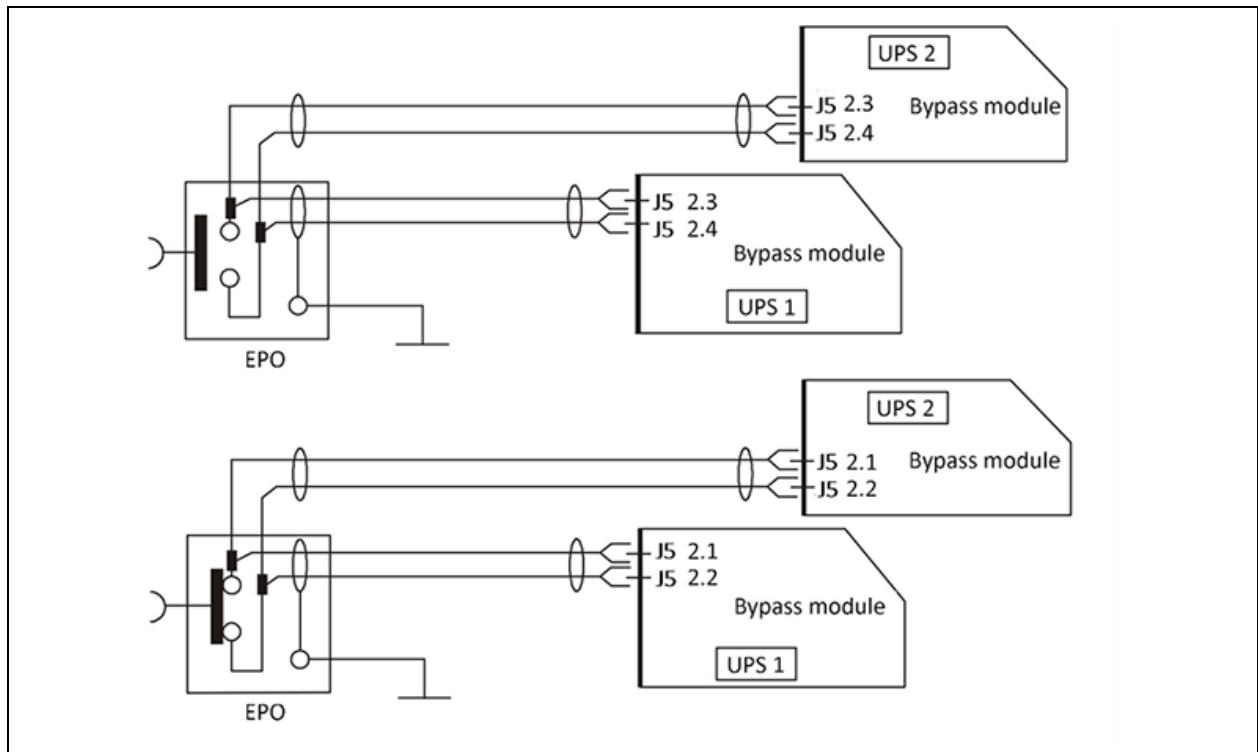 UPS 2
J5 2.3
Bypass module
J5 2.4
J5 2.3
J5 2.4
Bypass module
UPS 1
EPO
UPS 2
J5 2.1
Bypass module
J5 2.2
J5 2.1
J5 2.2
Bypass module
UPS 1
EPO